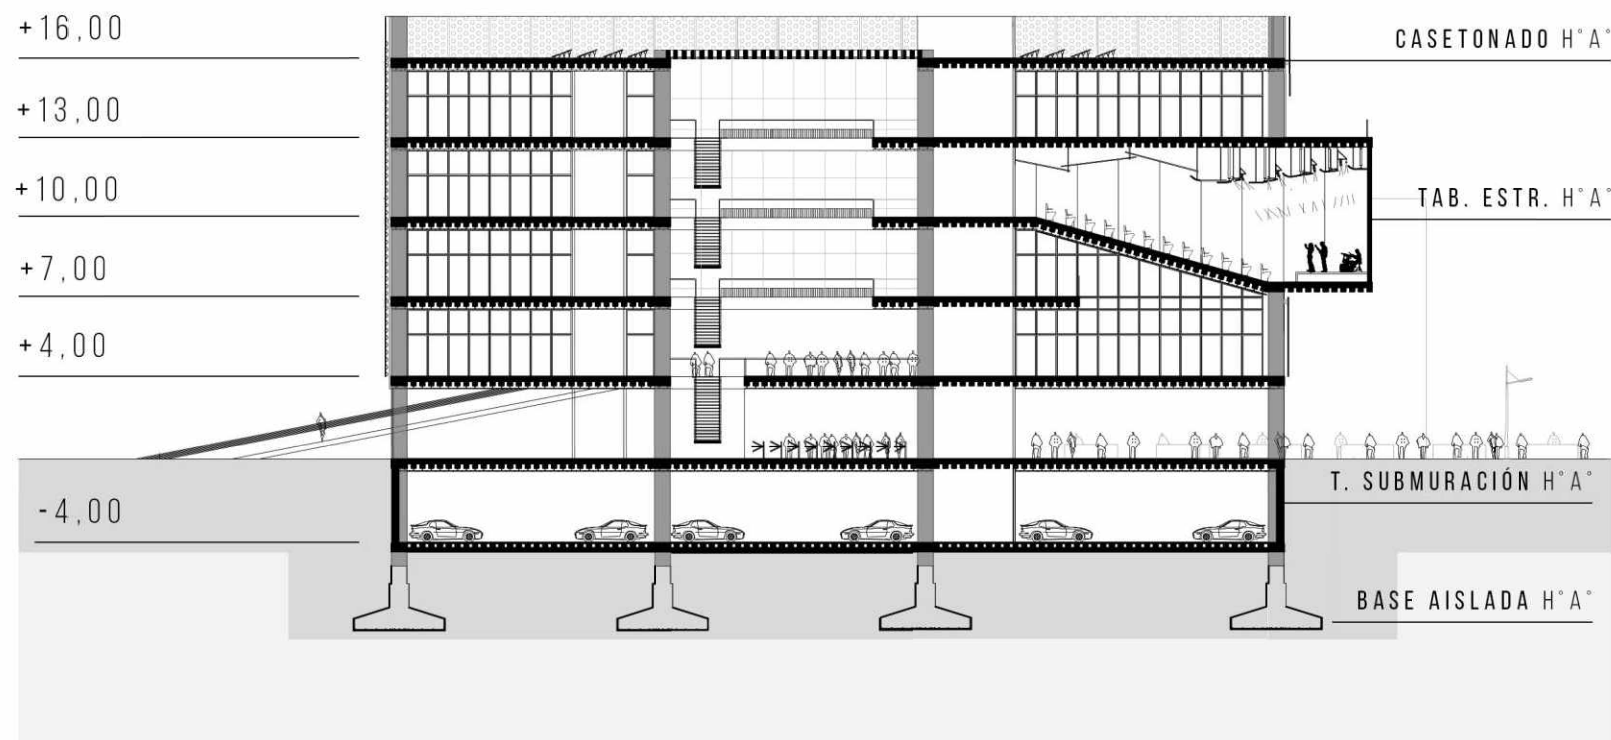 +16,00
CASETONADO H°A°
+13,00
+10,00
TAB. ESTR. H°A°
+7,00
+4,00
T. SUBMURACIÓN H°A°
-4,00
BASE AISLADA H°A°